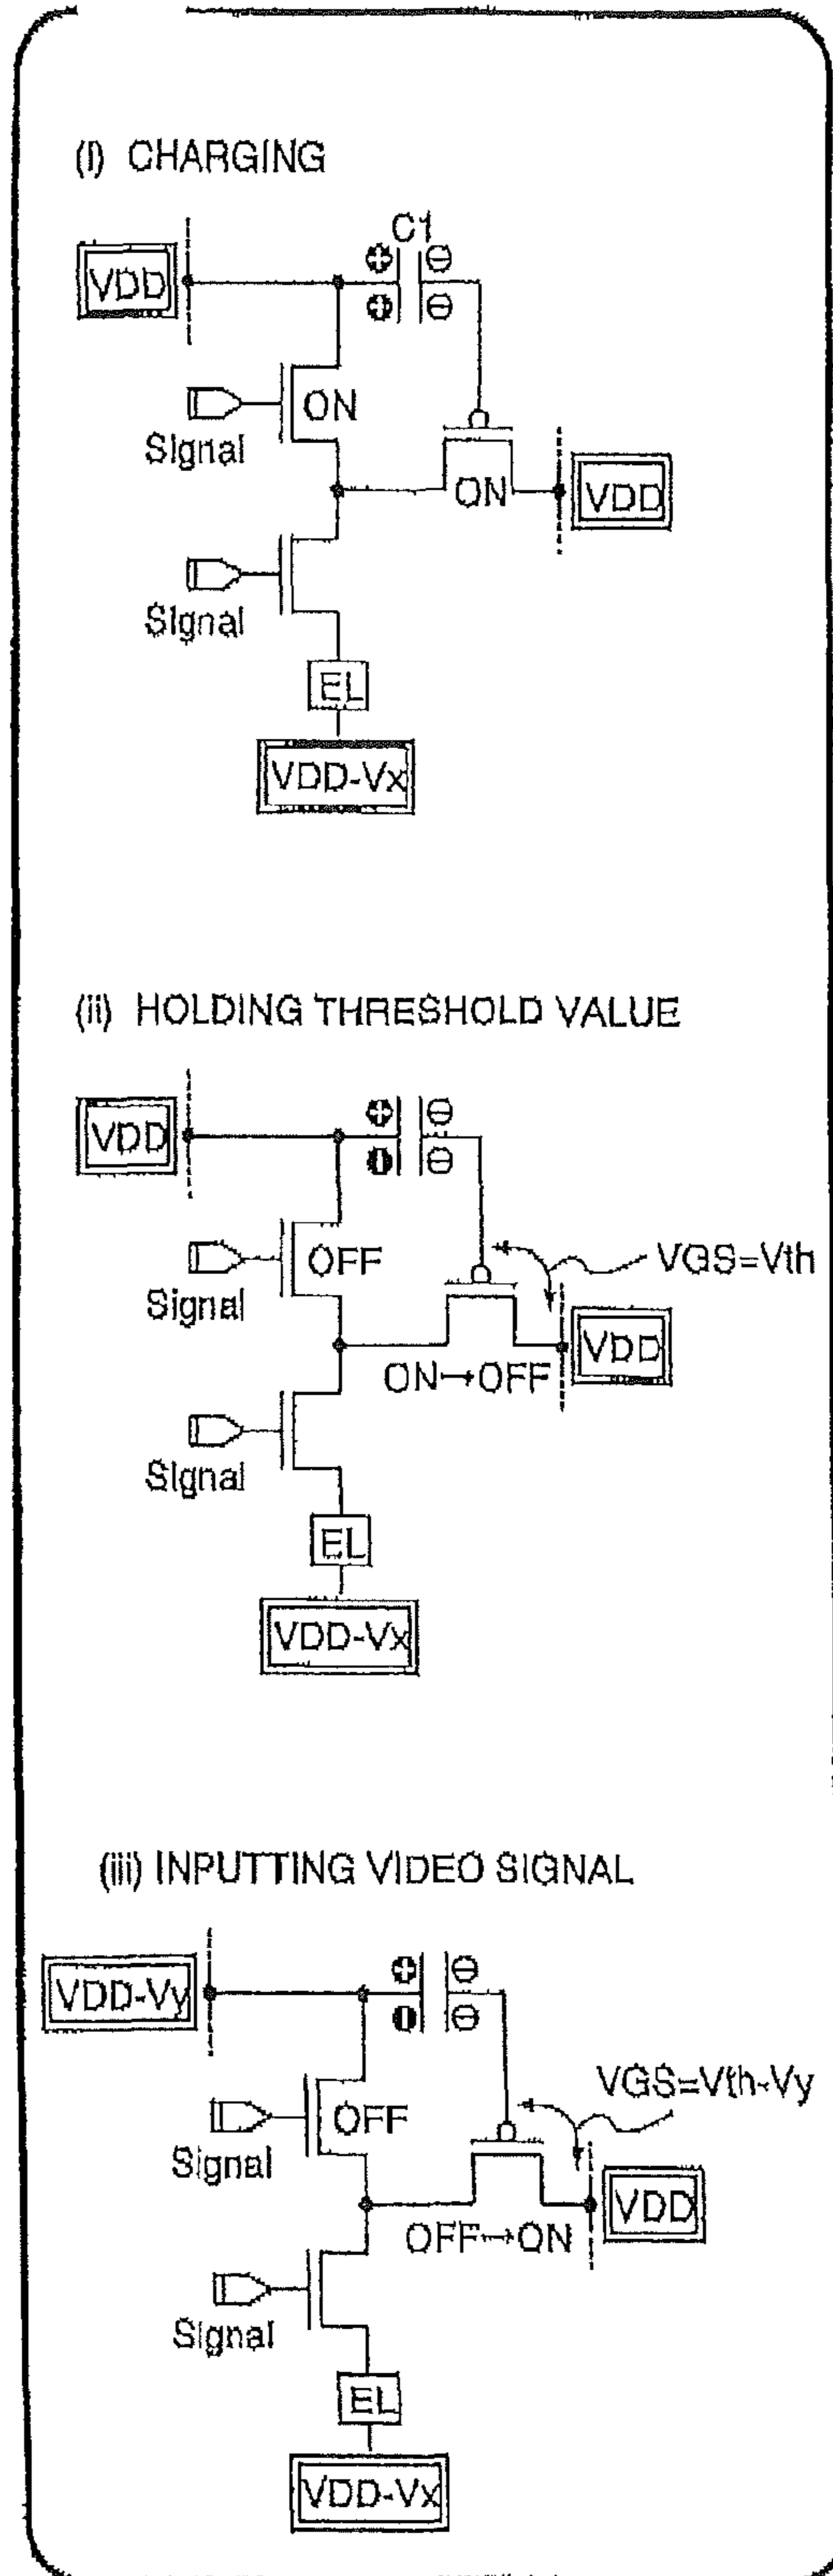 (i) CHARGING
C1
VDD
ON
Signal
ON
VDD
Signal
EL
VDD-Vx
(ii) HOLDING THRESHOLD VALUE
VDD
OFF
VGS=Vth
Signal
VDD
ON→OFF
Signal
EL
VDD-Vx
(iii) INPUTTING VIDEO SIGNAL
VDD-Vy
VGS=Vth-Vy
OFF
Signal
VDD
OFF→ON
Signal
EL
VDD-Vx